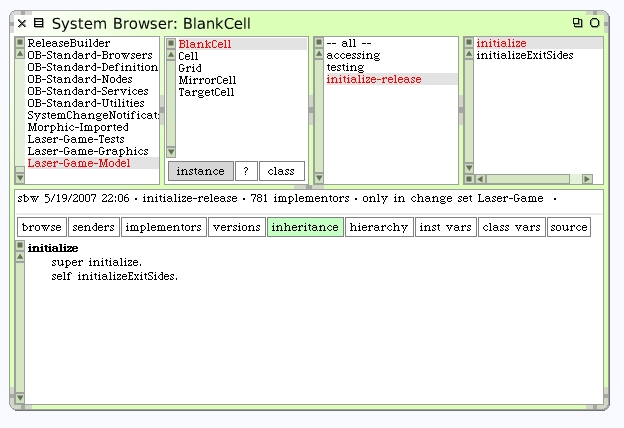 System Browser: BlankCell
ReleaseBuilder
OB-Standard-Browsers
OB-Standard-Definition
OB-Standard-Nodes
OB-Standard-Services
OB-Standard-Utilities
SystemChangeNotificat
Morphic-Imported
Laser-Game-Tests
Laser-Game-Graphics
Laser-Game-Model
BlankCell
Cell
Grid
MirrorCell
TargetCell
instance ? class
-- all --
accessing
testing
initialize-release
initialize
initializeExitSides
sbw 5/19/2007 22:06 · initialize-release · 781 implementors · only in change set Laser-Game ·
browse senders implementors versions inheritance hierarchy inst vars class vars source
initialize
super initialize.
self initializeExitSides.